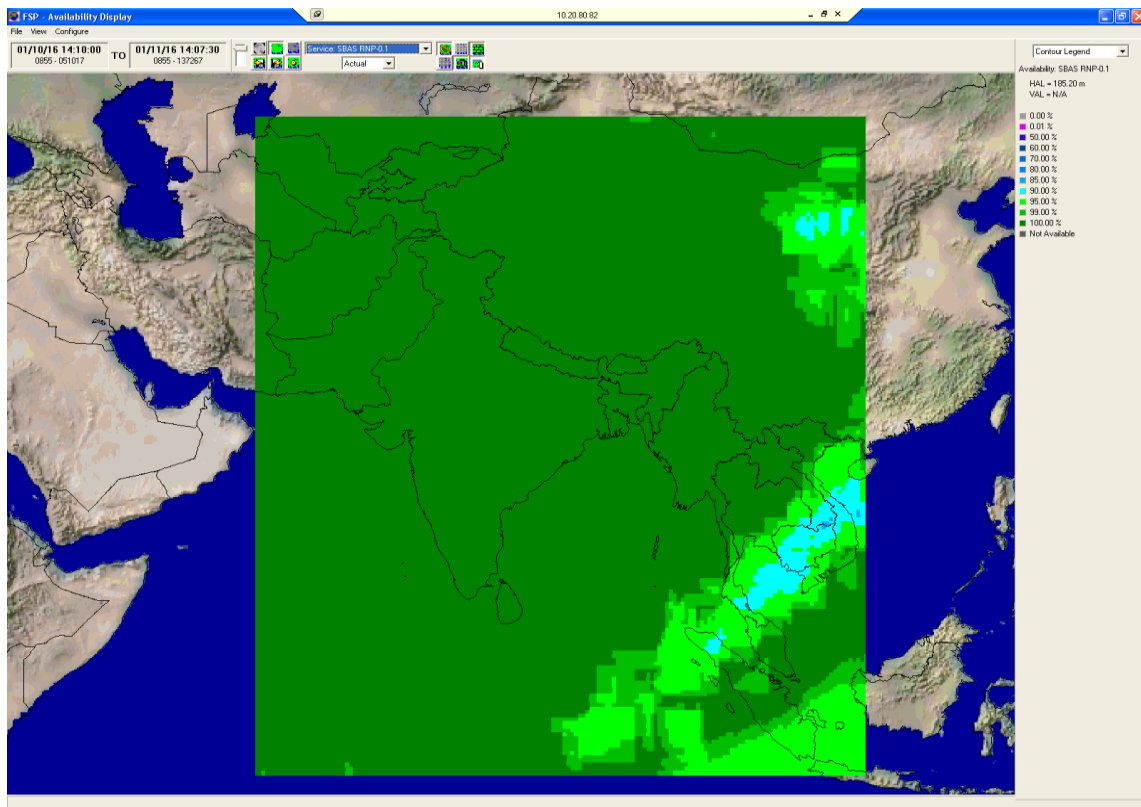 FSP - Availability Display
10.20.80.82
File View Configure
01/10/16 14:10:00
0855 - 051017
TO
01/11/16 14:07:30
0855 - 137267
Service: SBAS RNP-0.1
Actual
Contour Legend
Availability: SBAS RNP-0.1
HAL = 185.20 m
VAL = N/A
0.00 %
0.01 %
50.00 %
60.00 %
70.00 %
80.00 %
85.00 %
90.00 %
95.00 %
99.00 %
100.00 %
Not Available